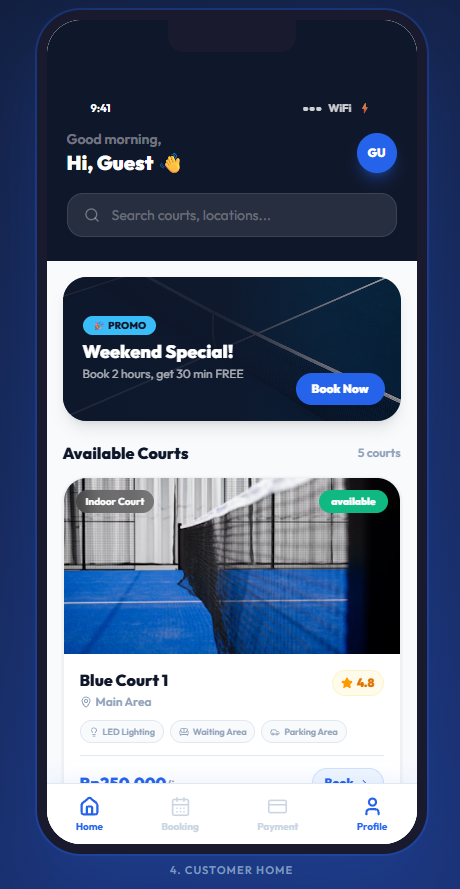 9:41
WiFi
Good morning,
Hi, Guest 👋
GU
Search courts, locations...
🎉 PROMO
Weekend Special!
Book 2 hours, get 30 min FREE
Book Now
Available Courts
5 courts
Indoor Court
available
Blue Court 1
4.8
Main Area
LED Lighting
Waiting Area
Parking Area
Rp250.000
Book
Home
Booking
Payment
Profile
4. CUSTOMER HOME